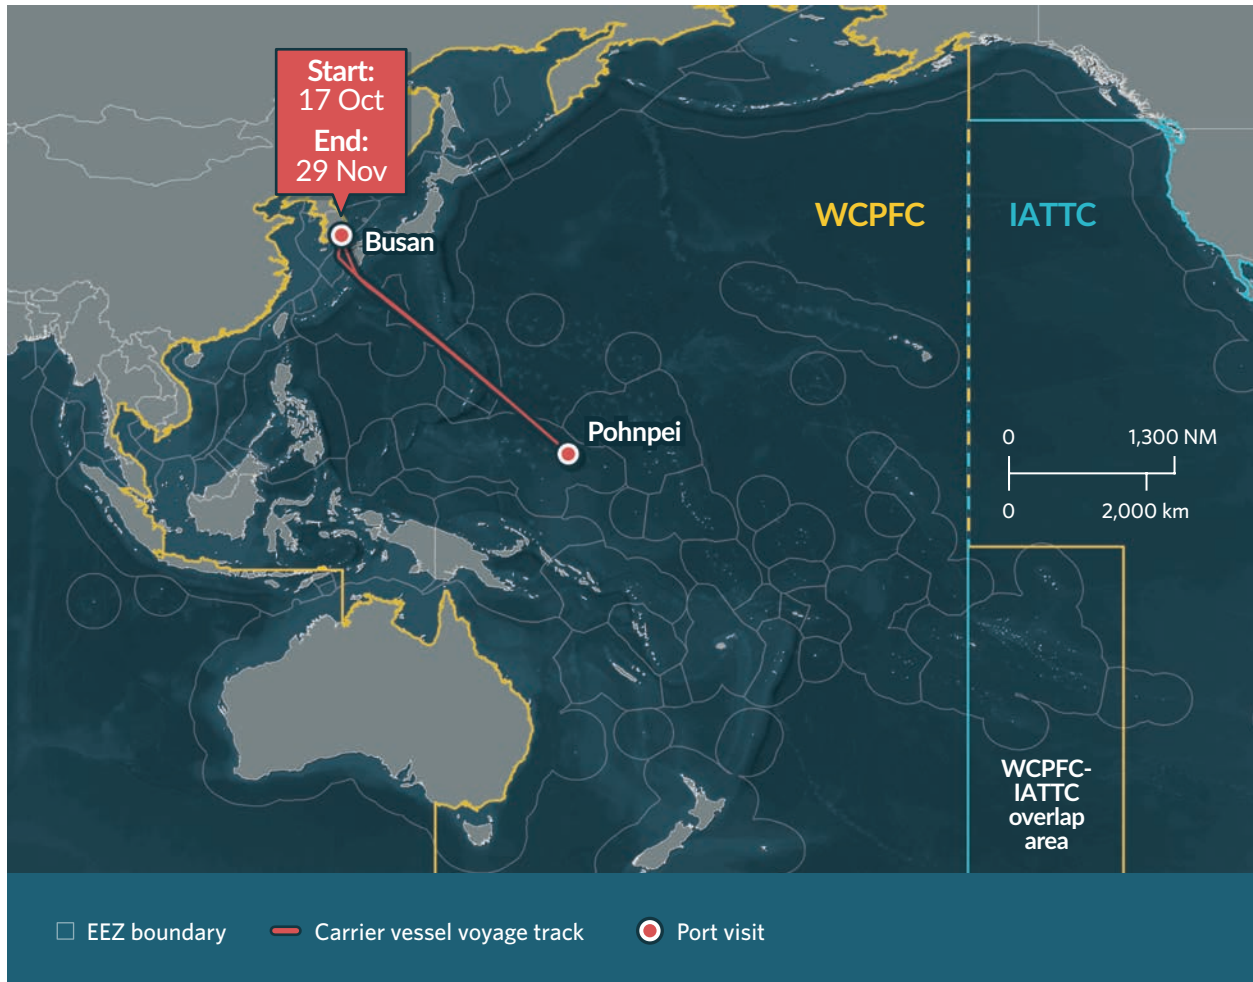 Start:
17 Oct
End:
29 Nov
Busan
WCPFC
IATTC
Pohnpei
0 1,300 NM
0 2,000 km
WCPFC-
IATTC
overlap
area
EEZ boundary
Carrier vessel voyage track
Port visit